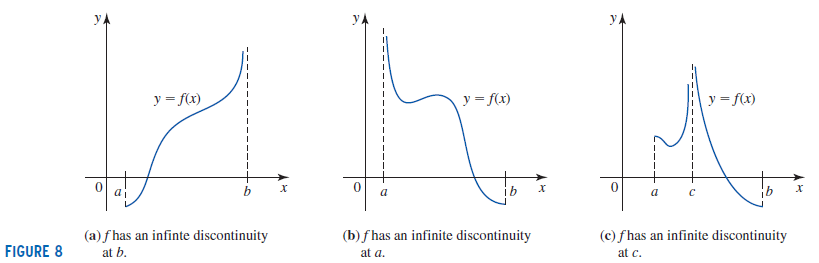 y
y = f(x)
0
a
b
x
(a) f has an infinte discontinuity
at b.
y
y = f(x)
0
a
b
x
(b) f has an infinite discontinuity
at a.
y
y = f(x)
0
a
c
b
x
(c) f has an infinite discontinuity
at c.
FIGURE 8